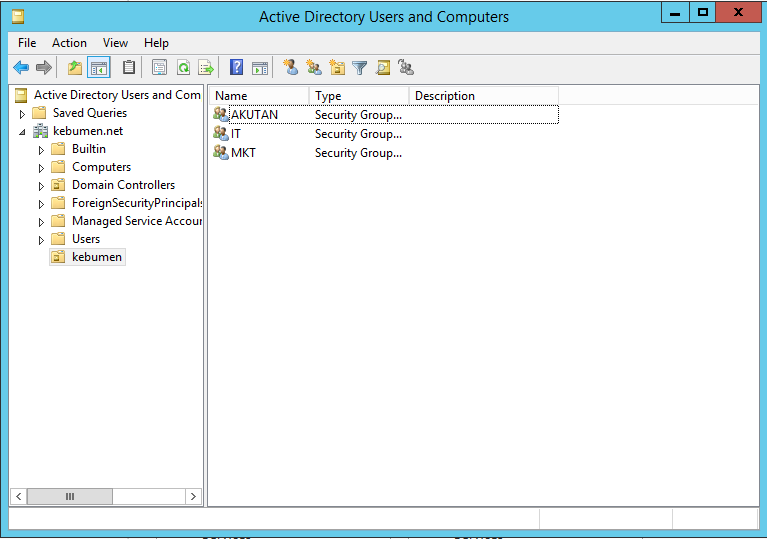 Active Directory Users and Computers
File Action View Help
Active Directory Users and Com
Saved Queries
kebumen.net
Builtin
Computers
Domain Controllers
ForeignSecurityPrincipals
Managed Service Accour
Users
kebumen
Name Type Description
AKUTAN Security Group...
IT Security Group...
MKT Security Group...